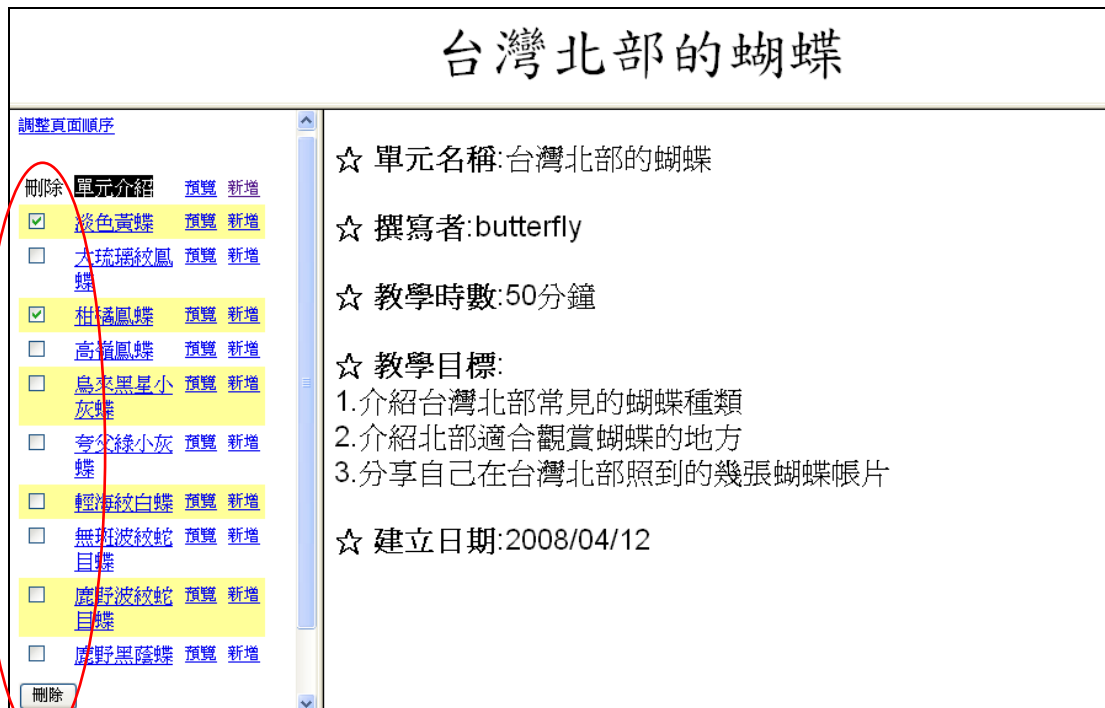 台灣北部的蝴蝶
調整頁面順序
刪除 單元介紹 預覽 新增
淡色黃蝶 預覽 新增
大琉璃紋鳳 預覽 新增
蝶
柑橘鳳蝶 預覽 新增
高嶺鳳蝶 預覽 新增
烏來黑星小 預覽 新增
灰蝶
夸父綠小灰 預覽 新增
蝶
輕海紋白蝶 預覽 新增
無斑波紋蛇 預覽 新增
目蝶
鹿野波紋蛇 預覽 新增
目蝶
鹿野黑蔭蝶 預覽 新增
刪除
☆ 單元名稱:台灣北部的蝴蝶
☆ 撰寫者:butterfly
☆ 教學時數:50分鐘
☆ 教學目標:
1.介紹台灣北部常見的蝴蝶種類
2.介紹北部適合觀賞蝴蝶的地方
3.分享自己在台灣北部照到的幾張蝴蝶帳片
☆ 建立日期:2008/04/12